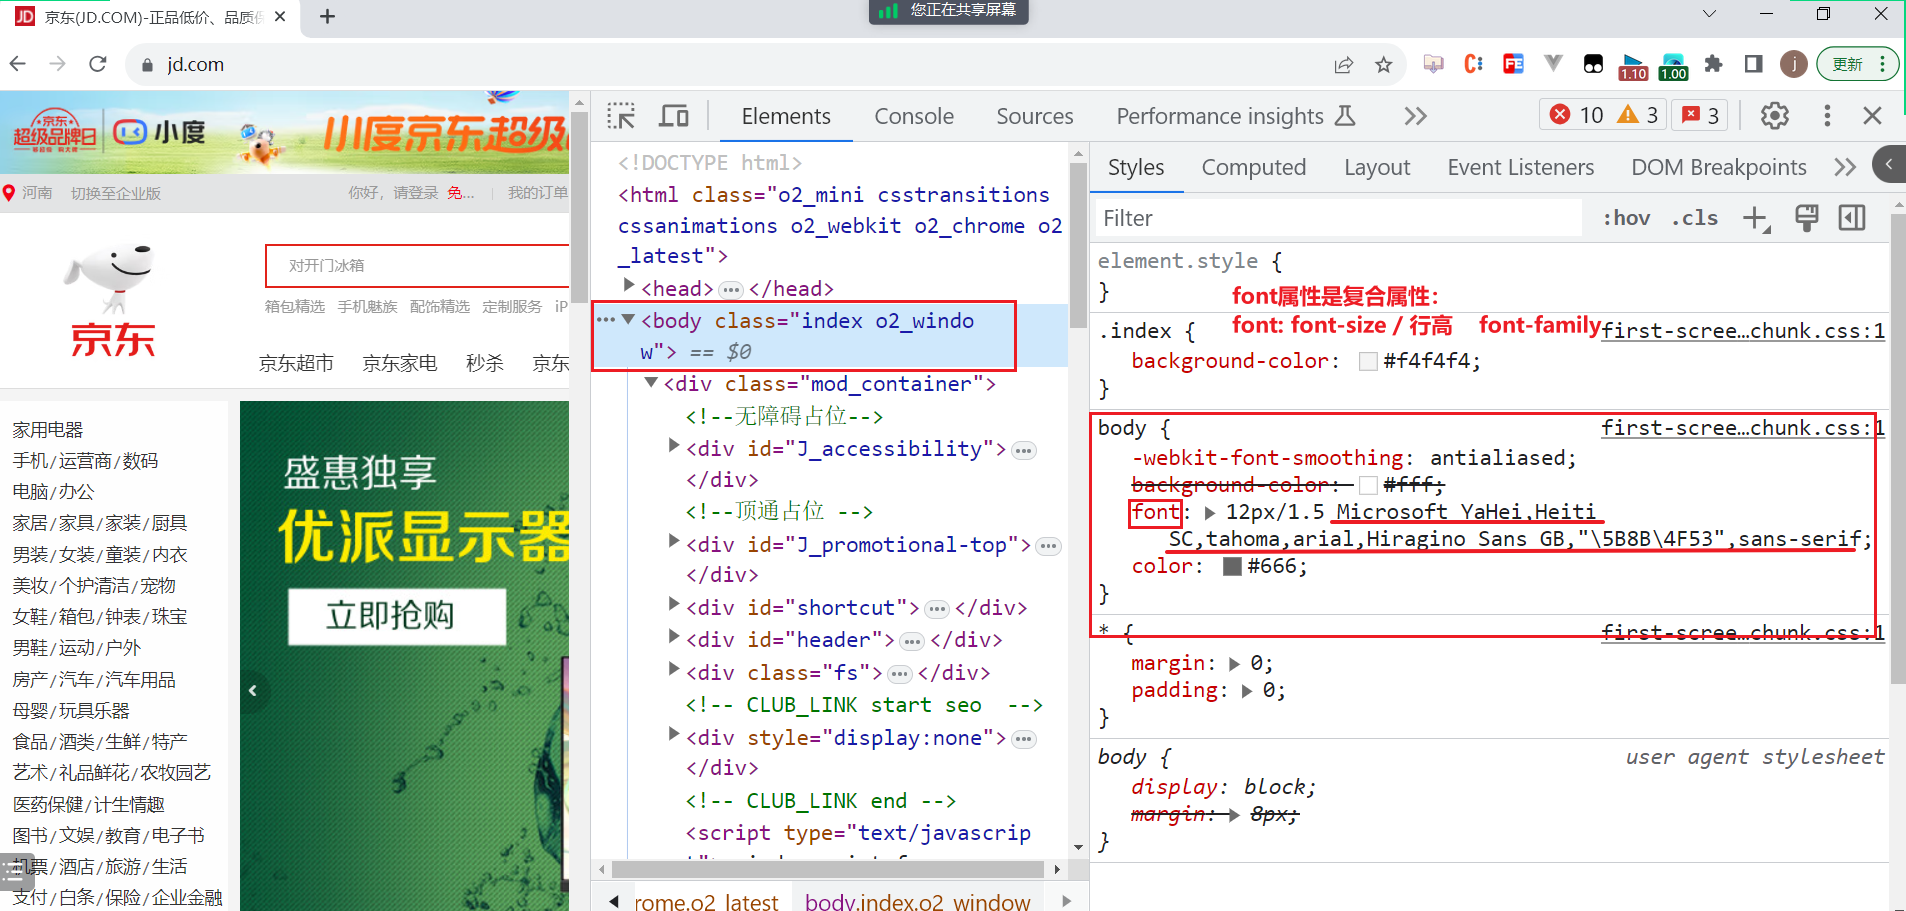 京东(JD.COM)-正品低价、品质保
您正在共享屏幕
jd.com
1.10
1.00
j
更新
京东
超级品牌日
小度
小度京东超级
河南
切换至企业版
你好，请登录
免...
我的订单
对开门冰箱
箱包精选
手机魅族
配饰精选
定制服务
iP
京东
京东超市
京东家电
秒杀
京东
家用电器
手机/运营商/数码
电脑/办公
家居/家具/家装/厨具
男装/女装/童装/内衣
美妆/个护清洁/宠物
女鞋/箱包/钟表/珠宝
男鞋/运动/户外
房产/汽车/汽车用品
母婴/玩具乐器
食品/酒类/生鲜/特产
艺术/礼品鲜花/农牧园艺
医药保健/计生情趣
图书/文娱/教育/电子书
机票/酒店/旅游/生活
支付/白条/保险/企业金融
盛惠独享
优派显示器
立即抢购
Elements
Console
Sources
Performance insights
10
3
3
<!DOCTYPE html>
<html class="o2_mini csstransitions
cssanimations o2_webkit o2_chrome o2
_latest">
<head>…</head>
<body class="index o2_windo
w"> == $0
<div class="mod_container">
<!--无障碍占位-->
<div id="J_accessibility">…
</div>
<!--顶通占位 -->
<div id="J_promotional-top">…
</div>
<div id="shortcut">…</div>
<div id="header">…</div>
<div class="fs">…</div>
<!-- CLUB_LINK start seo  -->
<div style="display:none">…
</div>
<!-- CLUB_LINK end -->
<script type="text/javascrip
rome.o2_latest
body.index.o2_window
Styles
Computed
Layout
Event Listeners
DOM Breakpoints
Filter
:hov
.cls
element.style {
}
font属性是复合属性：
font: font-size / 行高  font-family
.index {
first-scree…chunk.css:1
background-color: #f4f4f4;
}
body {
first-scree…chunk.css:1
-webkit-font-smoothing: antialiased;
background-color: #fff;
font: 12px/1.5 Microsoft YaHei,Heiti
SC,tahoma,arial,Hiragino Sans GB,"\5B8B\4F53",sans-serif;
color: #666;
}
* {
first-scree…chunk.css:1
margin: 0;
padding: 0;
}
body {
user agent stylesheet
display: block;
margin: 8px;
}